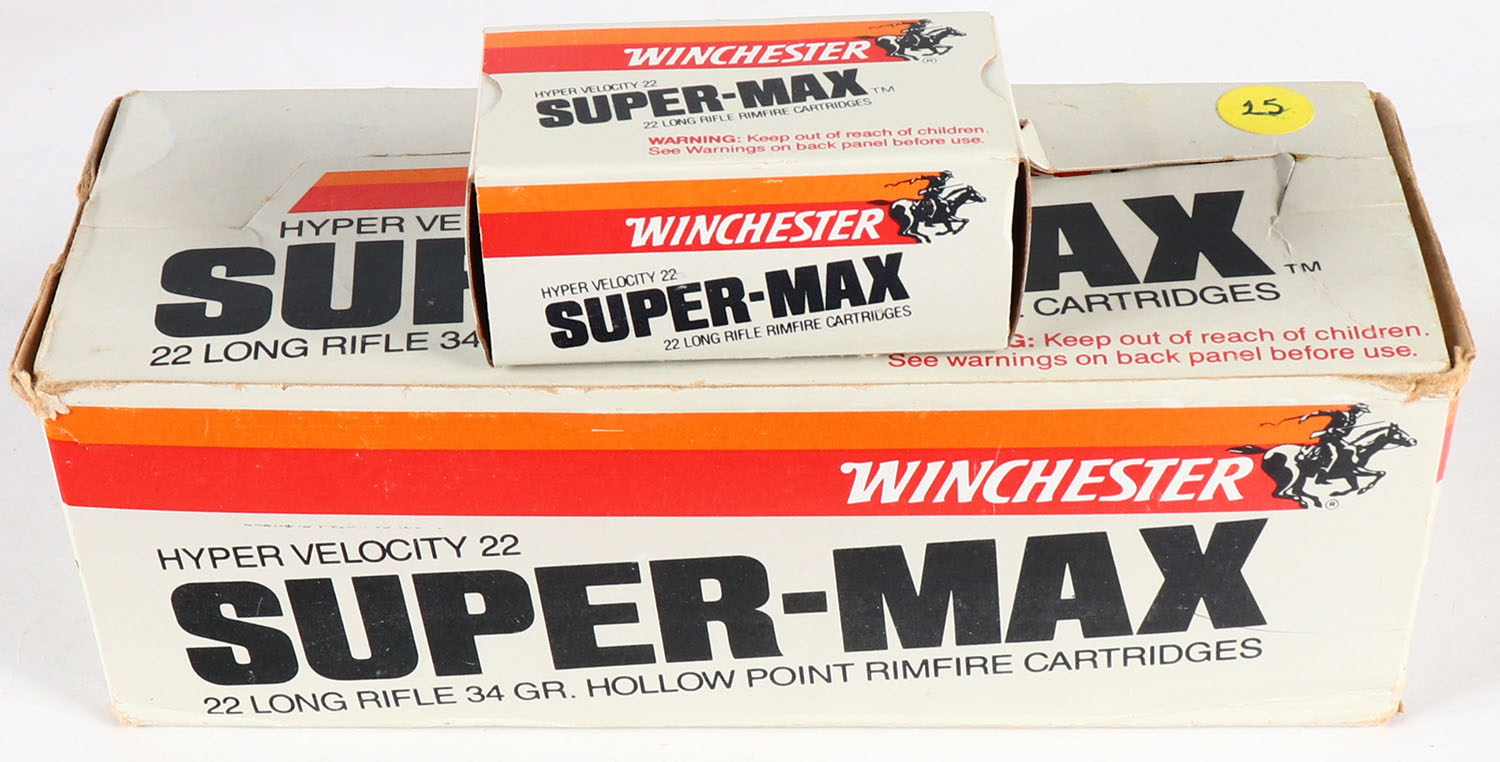 WINCHESTER
®
HYPER VELOCITY 22
SUPER-MAX™
22 LONG RIFLE RIMFIRE CARTRIDGES
WARNING: Keep out of reach of children.
See Warnings on back panel before use.
WINCHESTER
HYPER VELOCITY 22
SUPER-MAX
22 LONG RIFLE RIMFIRE CARTRIDGES
15
HYPER VE
SU AX™
22 LONG RIFLE 34 CARTRIDGES
G: Keep out of reach of children.
See warnings on back panel before use.
WINCHESTER
®
HYPER VELOCITY 22
SUPER-MAX
22 LONG RIFLE 34 GR. HOLLOW POINT RIMFIRE CARTRIDGES